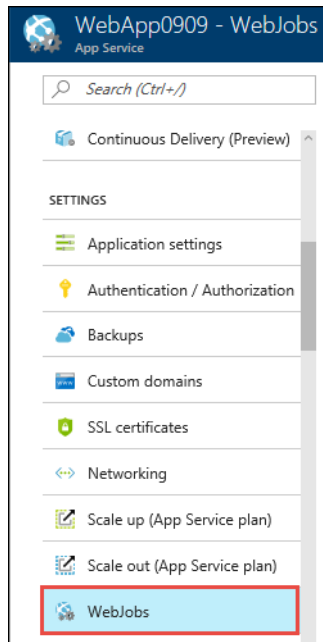 WebApp0909 - WebJobs
App Service
Search (Ctrl+/)
Continuous Delivery (Preview)
SETTINGS
Application settings
Authentication / Authorization
Backups
www
Custom domains
SSL certificates
Networking
Scale up (App Service plan)
Scale out (App Service plan)
WebJobs